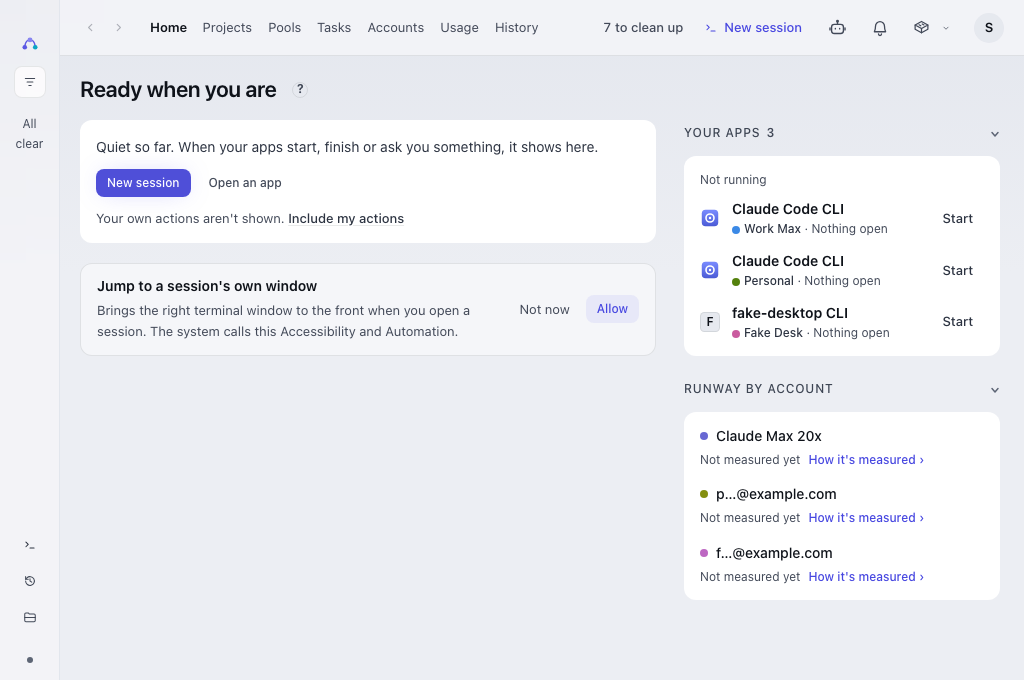 Home Projects Pools Tasks Accounts Usage History 7 to clean up New session S
All
clear
Ready when you are ?
Quiet so far. When your apps start, finish or ask you something, it shows here.
New session Open an app
Your own actions aren't shown. Include my actions
Jump to a session's own window
Brings the right terminal window to the front when you open a
session. The system calls this Accessibility and Automation.
Not now Allow
YOUR APPS 3
Not running
Claude Code CLI
Work Max · Nothing open
Start
Claude Code CLI
Personal · Nothing open
Start
F
fake-desktop CLI
Fake Desk · Nothing open
Start
RUNWAY BY ACCOUNT
Claude Max 20x
Not measured yet How it's measured ›
p...@example.com
Not measured yet How it's measured ›
f...@example.com
Not measured yet How it's measured ›